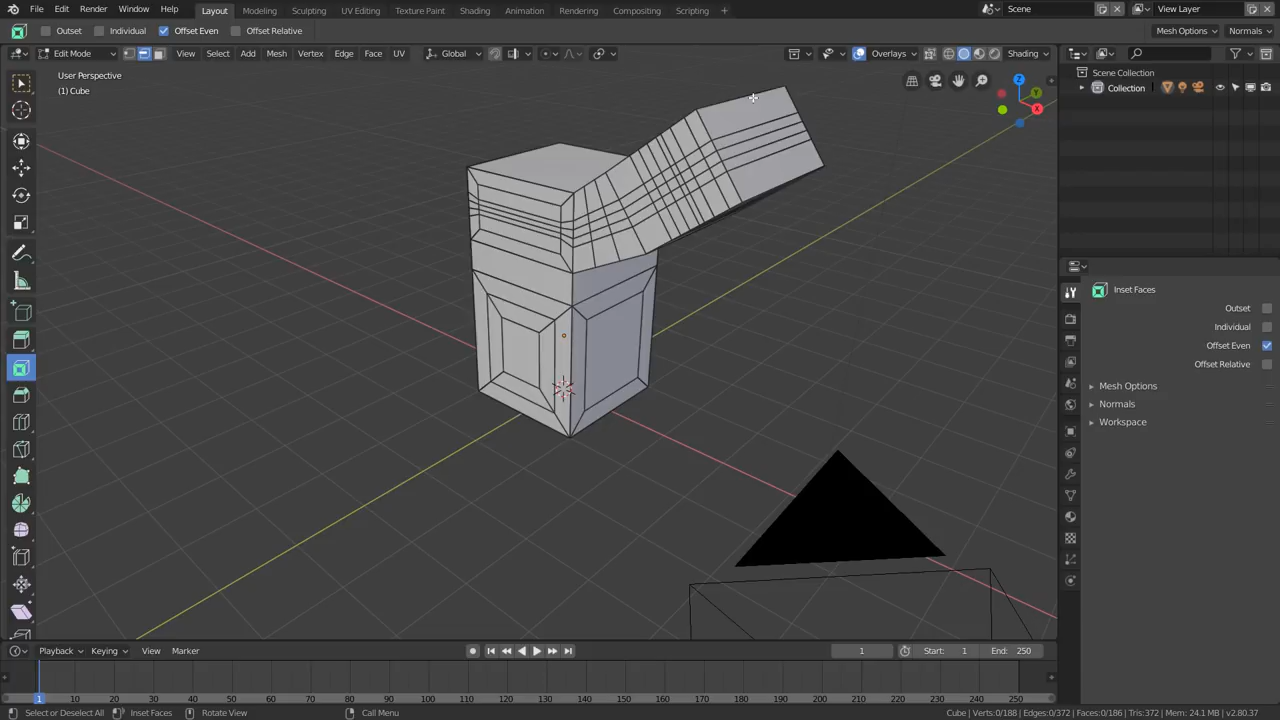 File Edit Render Window Help Layout Modeling Sculpting UV Editing Texture Paint Shading Animation Rendering Compositing Scripting Scene View Layer
Outset Individual Offset Even Offset Relative Mesh Options Normals
Edit Mode View Select Add Mesh Vertex Edge Face UV Global Overlays Shading
User Perspective
(1) Cube
Scene Collection
Collection
Z
Y
X
Inset Faces
Outset
Individual
Offset Even
Offset Relative
Mesh Options
Normals
Workspace
Playback Keying View Marker 1 Start: 1 End: 250
1 10 20 30 40 50 60 70 80 90 100 110 120 130 140 150 160 170 180 190 200 210 220 230 240 250
Select or Deselect All Inset Faces Rotate View Call Menu Cube | Verts:0/188 | Edges:0/372 | Faces:0/186 | Tris:372 | Mem: 24.1 MB | v2.80.37